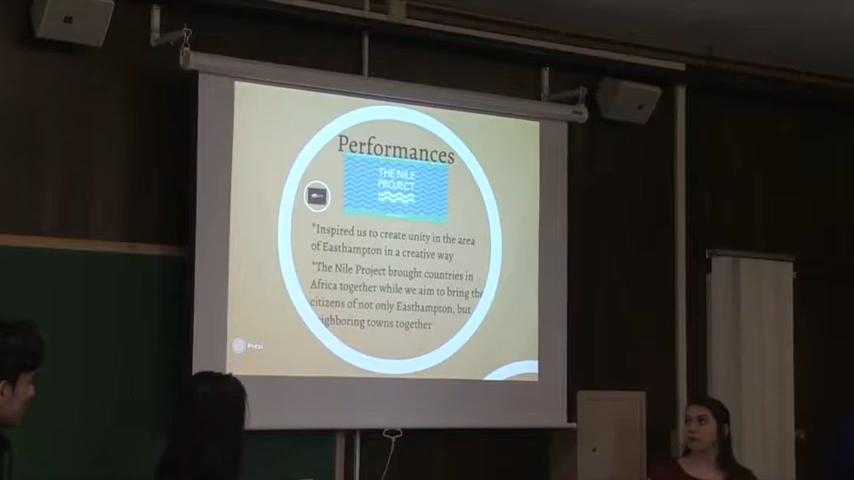 Performances
THE NILE
PROJECT
*Inspired us to create unity in the area
of Easthampton in a creative way
*The Nile Project brought countries in
Africa together while we aim to bring the
citizens of not only Easthampton, but
neighboring towns together
Prezi